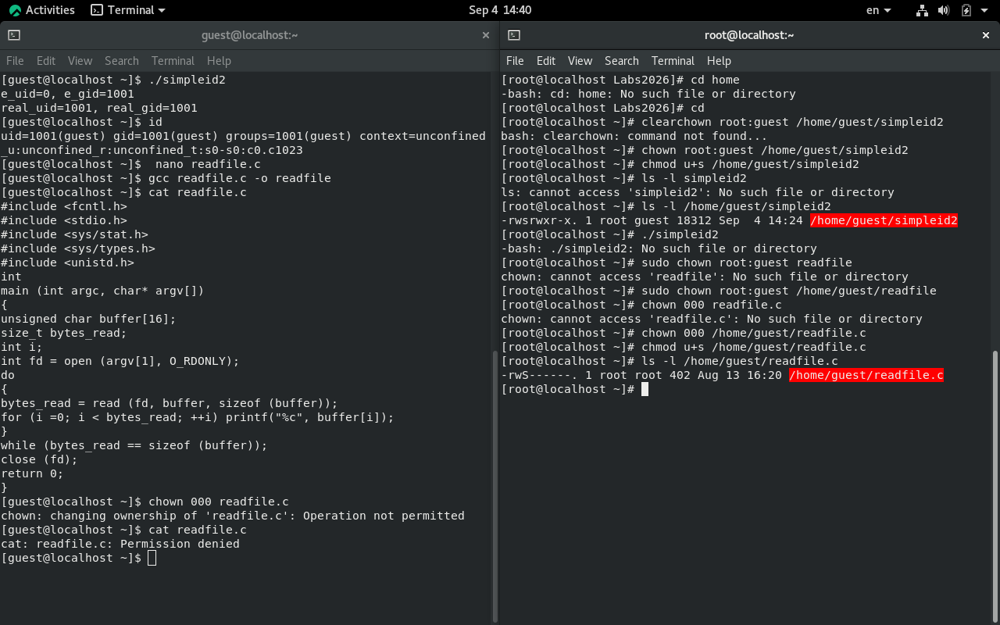 Activities Terminal Sep 4 14:40 en
guest@localhost:~
File Edit View Search Terminal Help
[guest@localhost ~]$ ./simpleid2
e_uid=0, e_gid=1001
real_uid=1001, real_gid=1001
[guest@localhost ~]$ id
uid=1001(guest) gid=1001(guest) groups=1001(guest) context=unconfined
_u:unconfined_r:unconfined_t:s0-s0:c0.c1023
[guest@localhost ~]$  nano readfile.c
[guest@localhost ~]$ gcc readfile.c -o readfile
[guest@localhost ~]$ cat readfile.c
#include <fcntl.h>
#include <stdio.h>
#include <sys/stat.h>
#include <sys/types.h>
#include <unistd.h>
int
main (int argc, char* argv[])
{
unsigned char buffer[16];
size_t bytes_read;
int i;
int fd = open (argv[1], O_RDONLY);
do
{
bytes_read = read (fd, buffer, sizeof (buffer));
for (i =0; i < bytes_read; ++i) printf("%c", buffer[i]);
}
while (bytes_read == sizeof (buffer));
close (fd);
return 0;
}
[guest@localhost ~]$ chown 000 readfile.c
chown: changing ownership of 'readfile.c': Operation not permitted
[guest@localhost ~]$ cat readfile.c
cat: readfile.c: Permission denied
[guest@localhost ~]$
root@localhost:~
File Edit View Search Terminal Help
[root@localhost Labs2026]# cd home
-bash: cd: home: No such file or directory
[root@localhost Labs2026]# cd
[root@localhost ~]# clearchown root:guest /home/guest/simpleid2
bash: clearchown: command not found...
[root@localhost ~]# chown root:guest /home/guest/simpleid2
[root@localhost ~]# chmod u+s /home/guest/simpleid2
[root@localhost ~]# ls -l simpleid2
ls: cannot access 'simpleid2': No such file or directory
[root@localhost ~]# ls -l /home/guest/simpleid2
-rwsrwxr-x. 1 root guest 18312 Sep  4 14:24 /home/guest/simpleid2
[root@localhost ~]# ./simpleid2
-bash: ./simpleid2: No such file or directory
[root@localhost ~]# sudo chown root:guest readfile
chown: cannot access 'readfile': No such file or directory
[root@localhost ~]# sudo chown root:guest /home/guest/readfile
[root@localhost ~]# chown 000 readfile.c
chown: cannot access 'readfile.c': No such file or directory
[root@localhost ~]# chown 000 /home/guest/readfile.c
[root@localhost ~]# chmod u+s /home/guest/readfile.c
[root@localhost ~]# ls -l /home/guest/readfile.c
-rwS------. 1 root root 402 Aug 13 16:20 /home/guest/readfile.c
[root@localhost ~]#